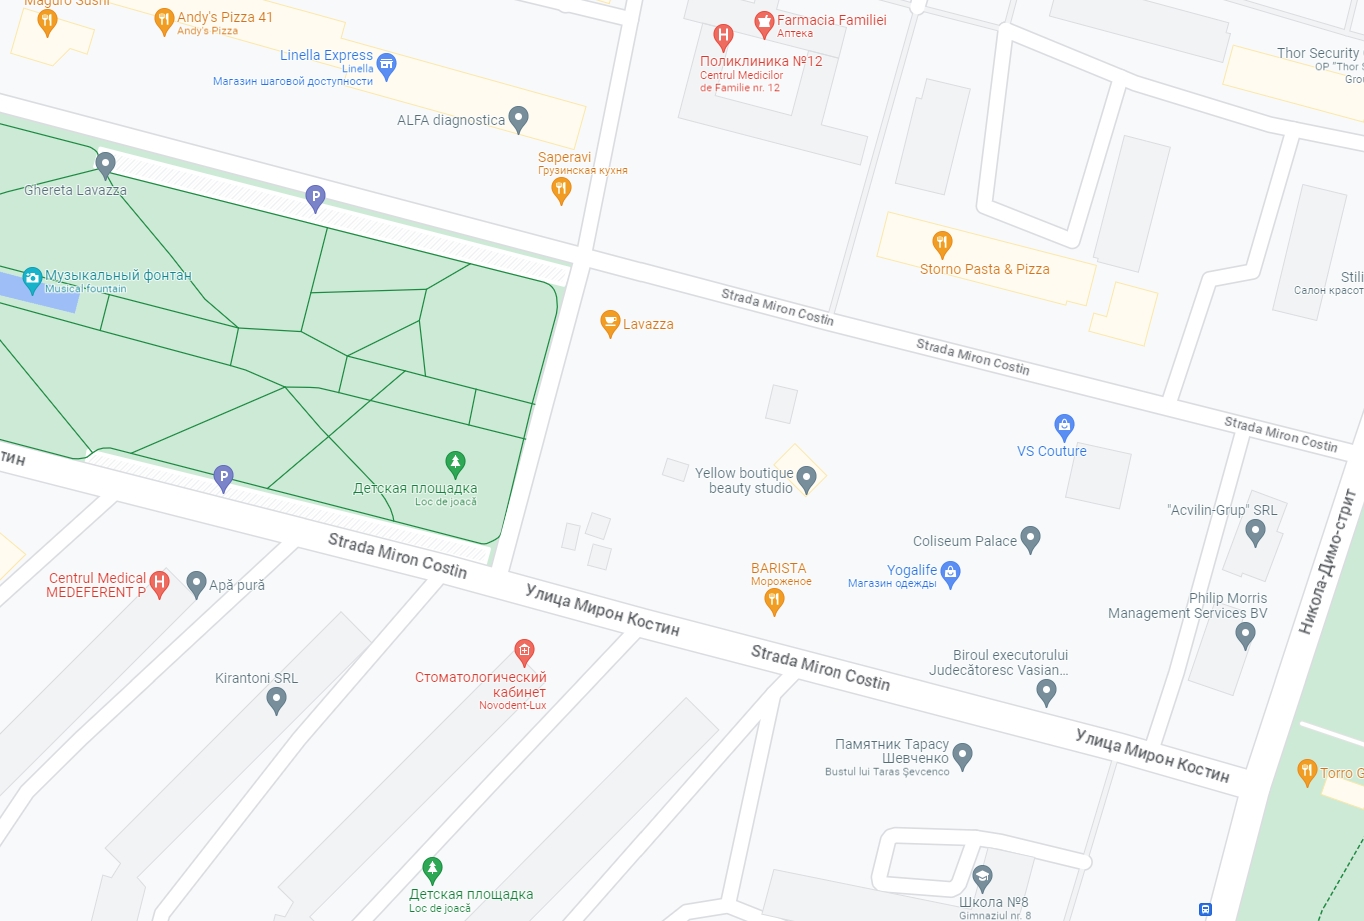 Maguro Sushi
Andy's Pizza 41
Andy's Pizza
Farmacia Familiei
Аптека
Linella Express
Linella
Магазин шаговой доступности
Поликлиника №12
Centrul Medicilor
de Familie nr. 12
Thor Security
OP "Thor
ALFA diagnostica
Saperavi
Грузинская кухня
Ghereta Lavazza
P
Storno Pasta & Pizza
Музыкальный фонтан
Musical fountain
Stili
Салон красот
Strada Miron Costin
Lavazza
Strada Miron Costin
Strada Miron Costin
VS Couture
тин
P
Yellow boutique
beauty studio
Детская площадка
Loc de joacă
"Acvilin-Grup" SRL
Никола-Димо-стрит
Strada Miron Costin
Coliseum Palace
BARISTA
Мороженое
Yogalife
Магазин одежды
Centrul Medical
MEDEFERENT P
Apă pură
Philip Morris
Management Services BV
Улица Мирон Костин
Strada Miron Costin
Biroul executorului
Judecătoresc Vasian...
Kirantoni SRL
Стоматологический
кабинет
Novodent-Lux
Улица Мирон Костин
Памятник Тарасу
Шевченко
Bustul lui Taras Şevcenco
Torro G
Детская площадка
Loc de joacă
Школа №8
Gimnaziul nr. 8